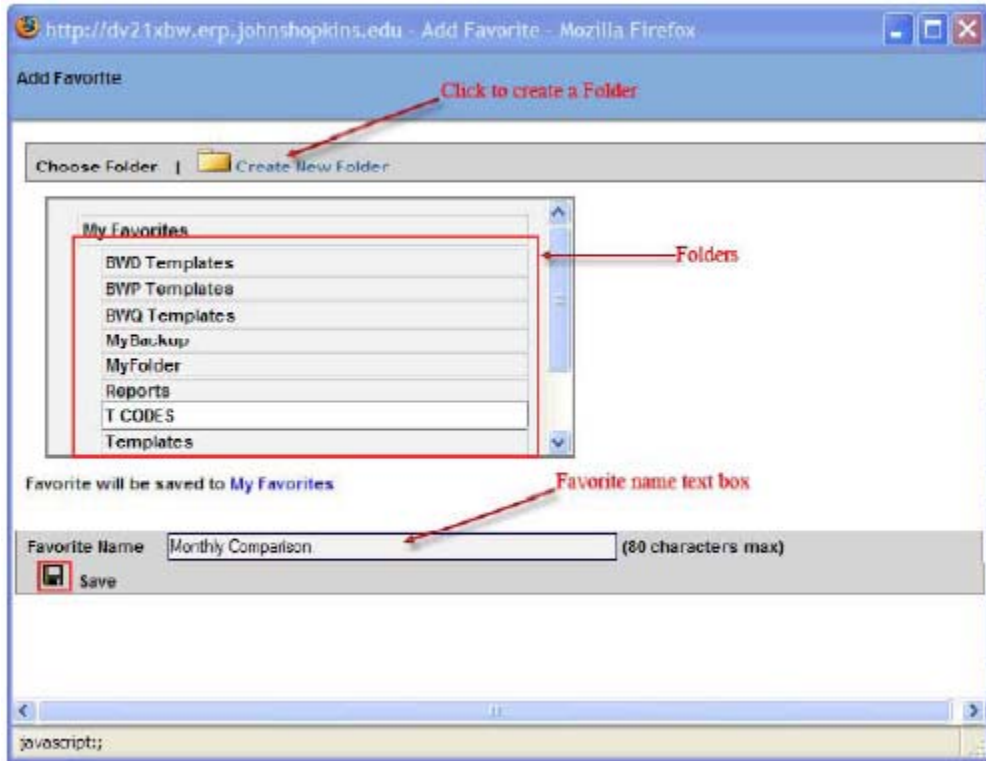 http://dv21xbw.erp.johnshopkins.edu - Add Favorite - Mozilla Firefox
Add Favorite
Click to create a Folder
Choose Folder | Create New Folder
My Favorites
Folders
BWD Templates
BWP Templates
BWQ Templates
MyBackup
MyFolder
Reports
T CODES
Templates
Favorite will be saved to My Favorites
Favorite name text box
Favorite Name Monthly Comparison (80 characters max)
Save
javascript:;